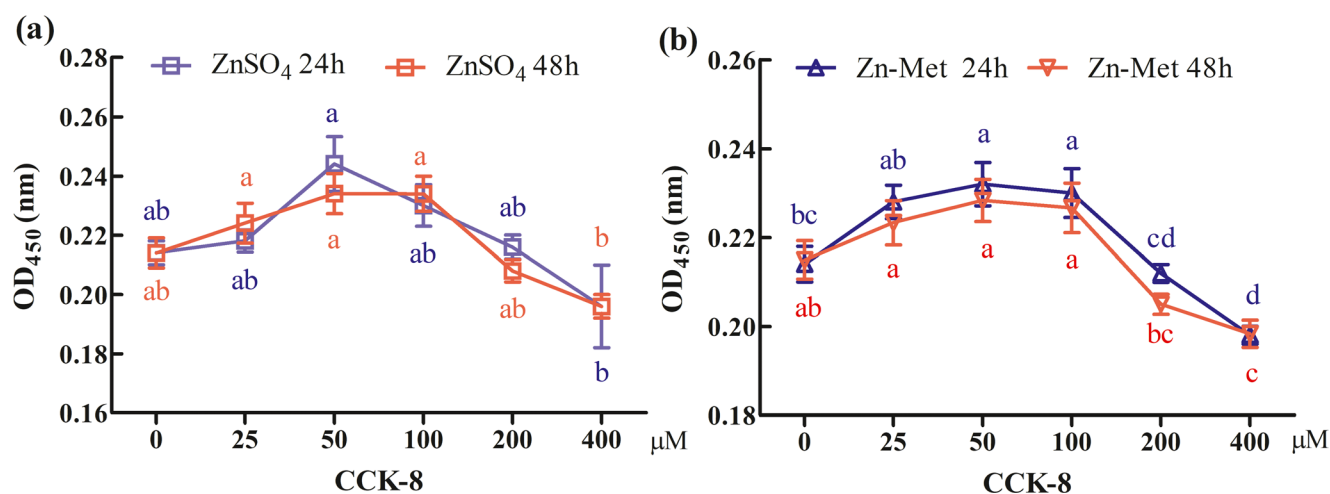 (a)
ZnSO4 24h
ZnSO4 48h
OD450 (nm)
0.28
0.26
0.24
0.22
0.20
0.18
0.16
ab
ab
a
ab
a
a
a
ab
ab
ab
b
b
0
25
50
100
200
400
μM
CCK-8
(b)
Zn-Met 24h
Zn-Met 48h
OD450 (nm)
0.26
0.24
0.22
0.20
0.18
bc
ab
ab
a
a
a
a
a
cd
bc
d
c
0
25
50
100
200
400
μM
CCK-8